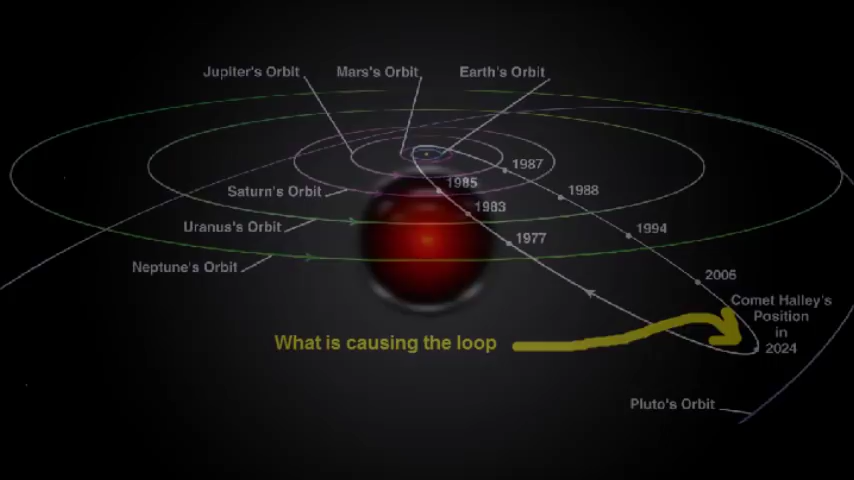 Jupiter's Orbit
Mars's Orbit
Earth's Orbit
1987
1985
Saturn's Orbit
1988
1983
Uranus's Orbit
1994
1977
Neptune's Orbit
2005
Comet Halley's
Position
in
2024
What is causing the loop
Pluto's Orbit